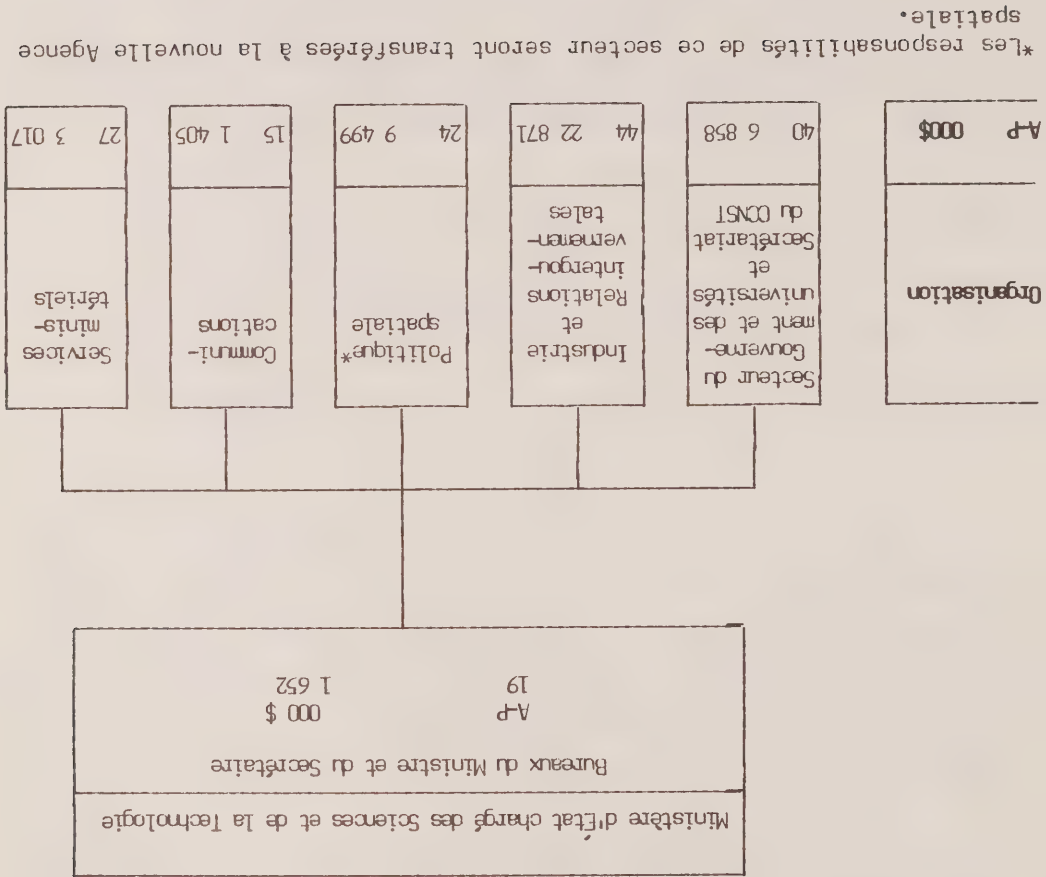 Ministère d'État chargé des Sciences et de la Technologie
Bureaux du Ministre et du Secrétaire
A-P 000 $
19 1 652
Organisation
A-P 000$
Secteur du
Gouverne-
ment et des
universités
et
Secrétariat
du CCNST
40 6 858
Industrie
et
Relations
intergou-
vernemen-
tales
44 22 871
Politique
spatiale*
24 9 499
Communi-
cations
15 1 405
Services
minis-
tériels
27 3 017
*Les responsabilités de ce secteur seront transférées à la nouvelle Agence
spatiale.